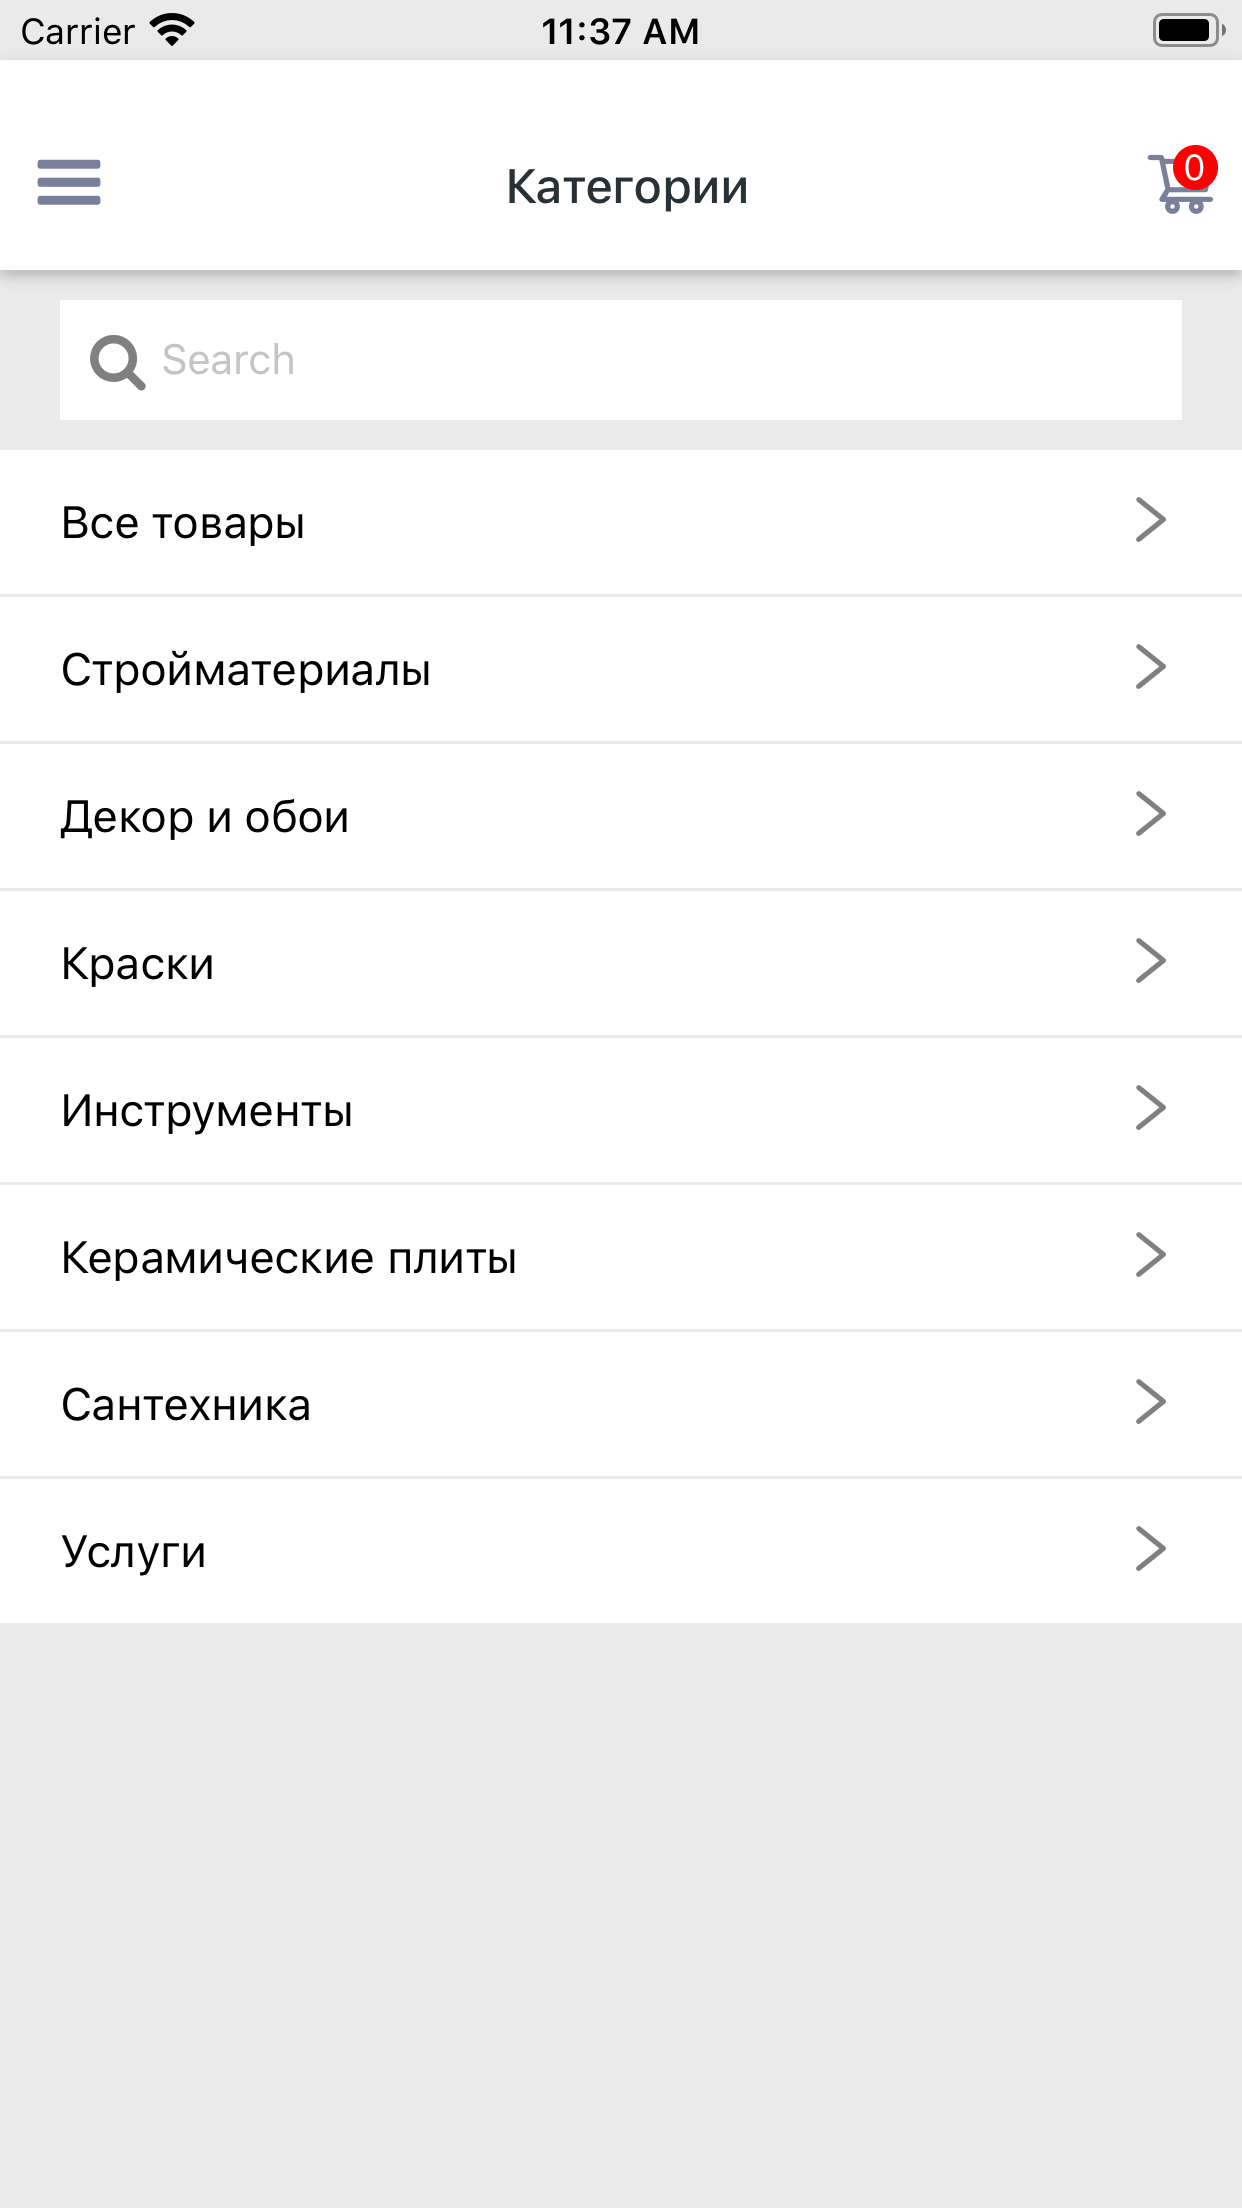 Carrier 11:37 AM
Категории
0
Search
Все товары
Стройматериалы
Декор и обои
Краски
Инструменты
Керамические плиты
Сантехника
Услуги